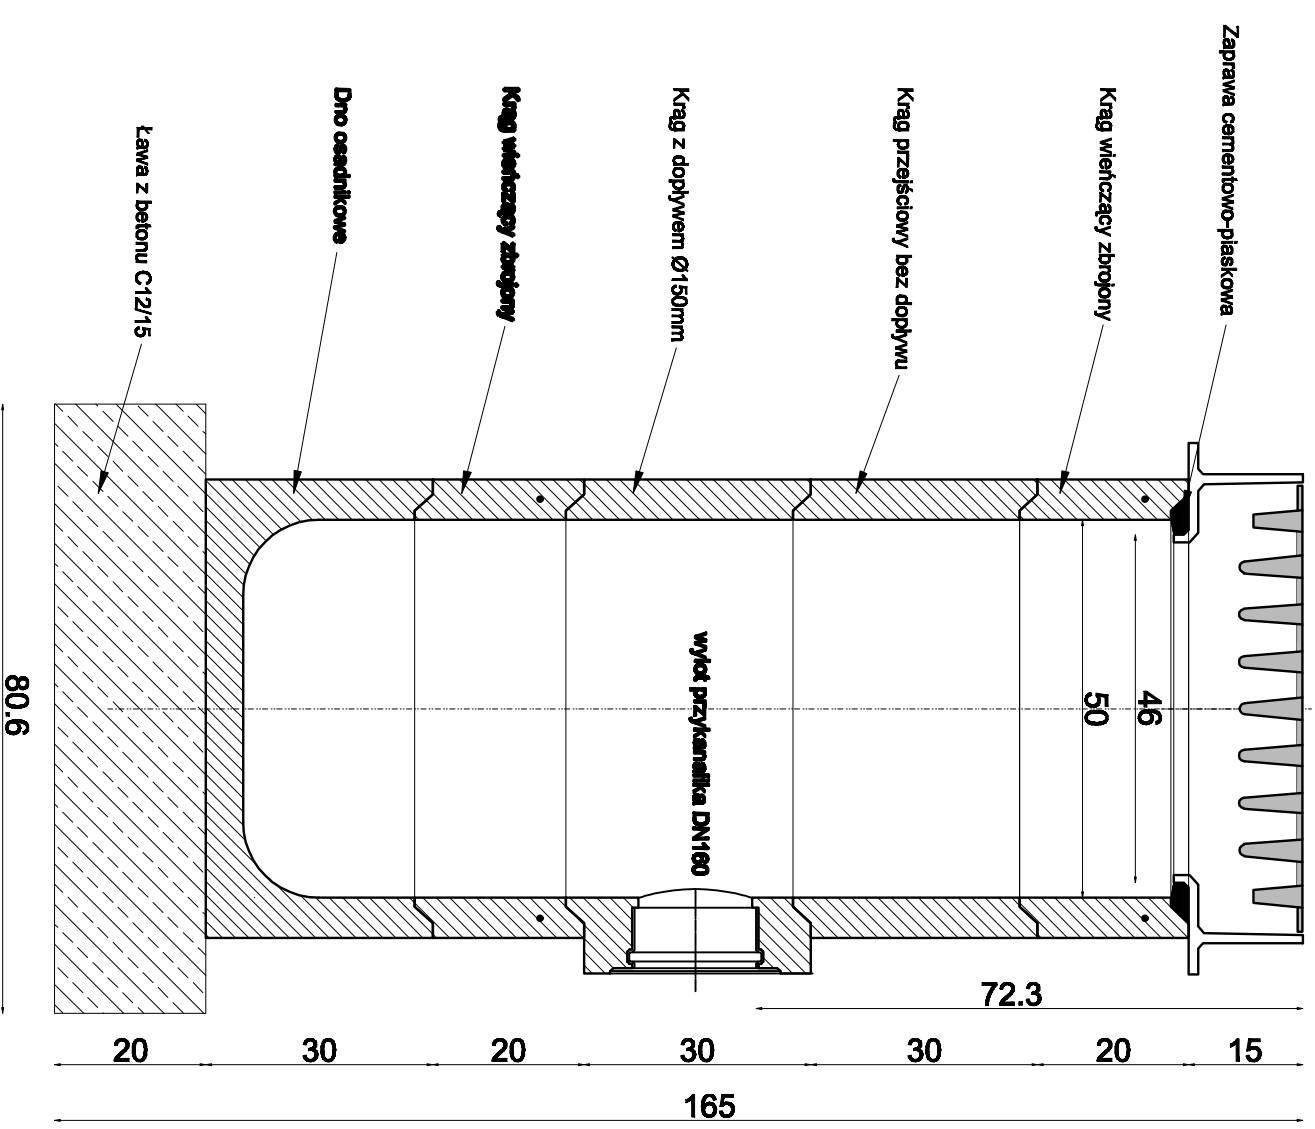 Zaprawa cementowo-piaskowa
Krąg wieńczący zbrojony
Krąg przejściowy bez dopływu
Krąg z dopływem Ø150mm
Krąg wieńczący zbrojony
Dno osadnikowe
Ława z betonu C12/15
46
50
wylot przykanalika DN160
72.3
15
20
30
30
20
30
20
165
80.6